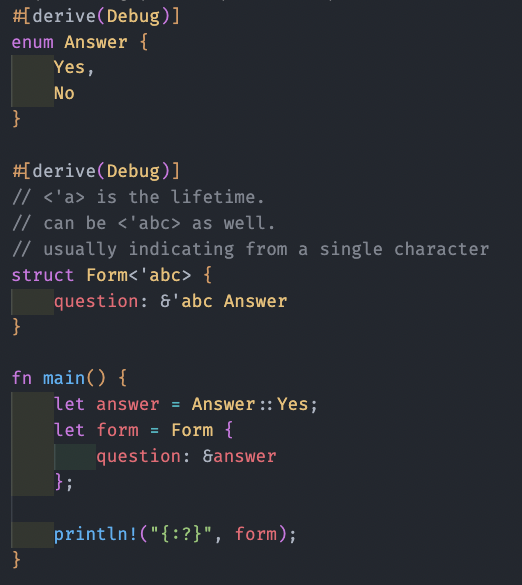 #[derive(Debug)]
enum Answer {
    Yes,
    No
}

#[derive(Debug)]
// <'a> is the lifetime.
// can be <'abc> as well.
// usually indicating from a single character
struct Form<'abc> {
    question: &'abc Answer
}

fn main() {
    let answer = Answer::Yes;
    let form = Form {
        question: &answer
    };

    println!("{:?}", form);
}